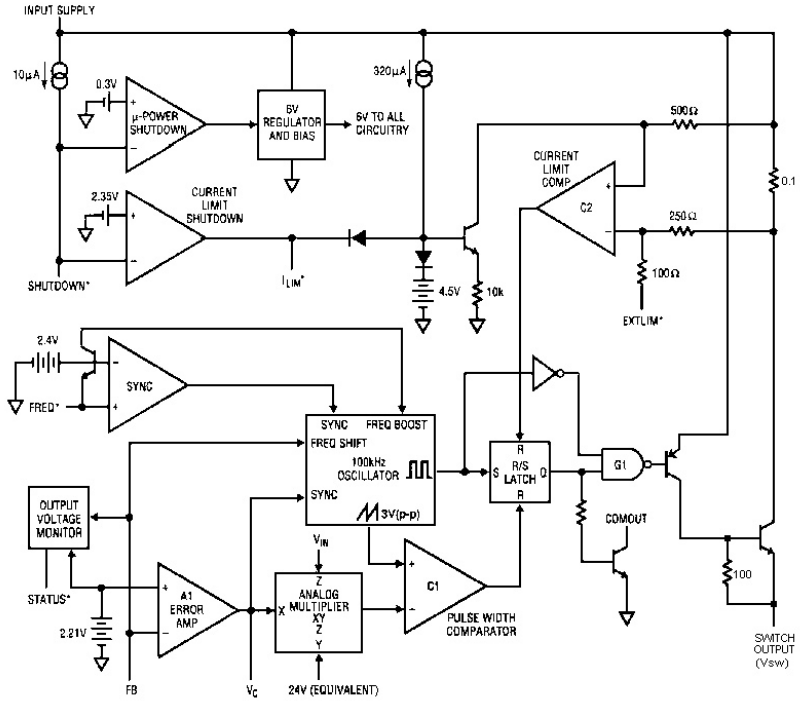 INPUT SUPPLY
10µA
0.3V
µ-POWER
SHUTDOWN
6V
REGULATOR
AND BIAS
6V TO ALL
CIRCUITRY
320µA
500Ω
CURRENT
LIMIT
COMP
C2
0.1
2.35V
CURRENT
LIMIT
SHUTDOWN
250Ω
100Ω
SHUTDOWN*
ILIM*
4.5V
10k
EXTLIM*
2.4V
SYNC
FREQ*
SYNC
FREQ BOOST
FREQ SHIFT
100kHz
OSCILLATOR
SYNC
3V(p-p)
R
S
R/S
LATCH
Q
R
G1
OUTPUT
VOLTAGE
MONITOR
COMOUT
STATUS*
VIN
A1
ERROR
AMP
Z
ANALOG
MULTIPLIER
XY
Z
X
Y
C1
PULSE WIDTH
COMPARATOR
100
2.21V
SWITCH
OUTPUT
(Vsw)
FB
VC
24V (EQUIVALENT)